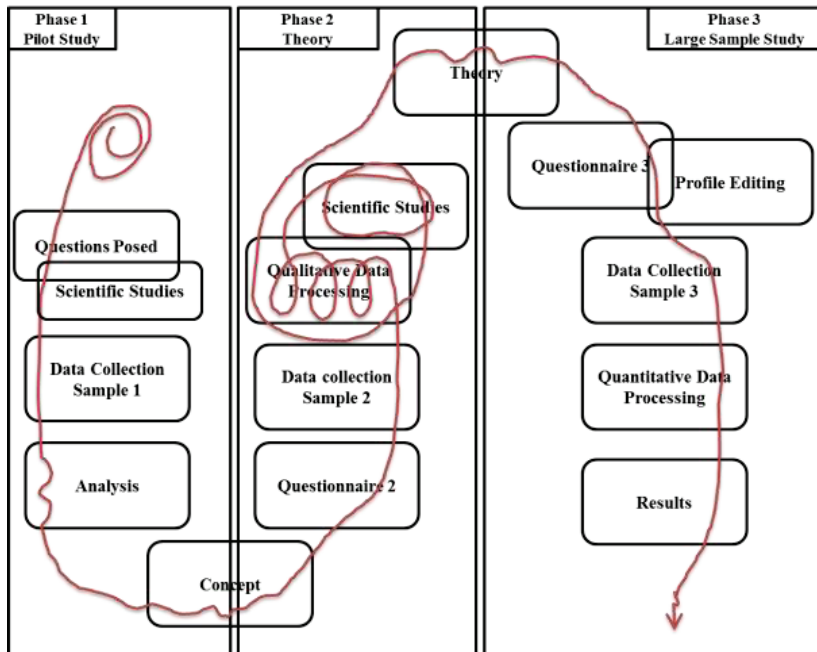 Phase 1
Pilot Study
Questions Posed
Scientific Studies
Data Collection
Sample 1
Analysis
Concept
Phase 2
Theory
Theory
Scientific Studies
Qualitative Data
Processing
Data collection
Sample 2
Questionnaire 2
Phase 3
Large Sample Study
Questionnaire 3
Profile Editing
Data Collection
Sample 3
Quantitative Data
Processing
Results